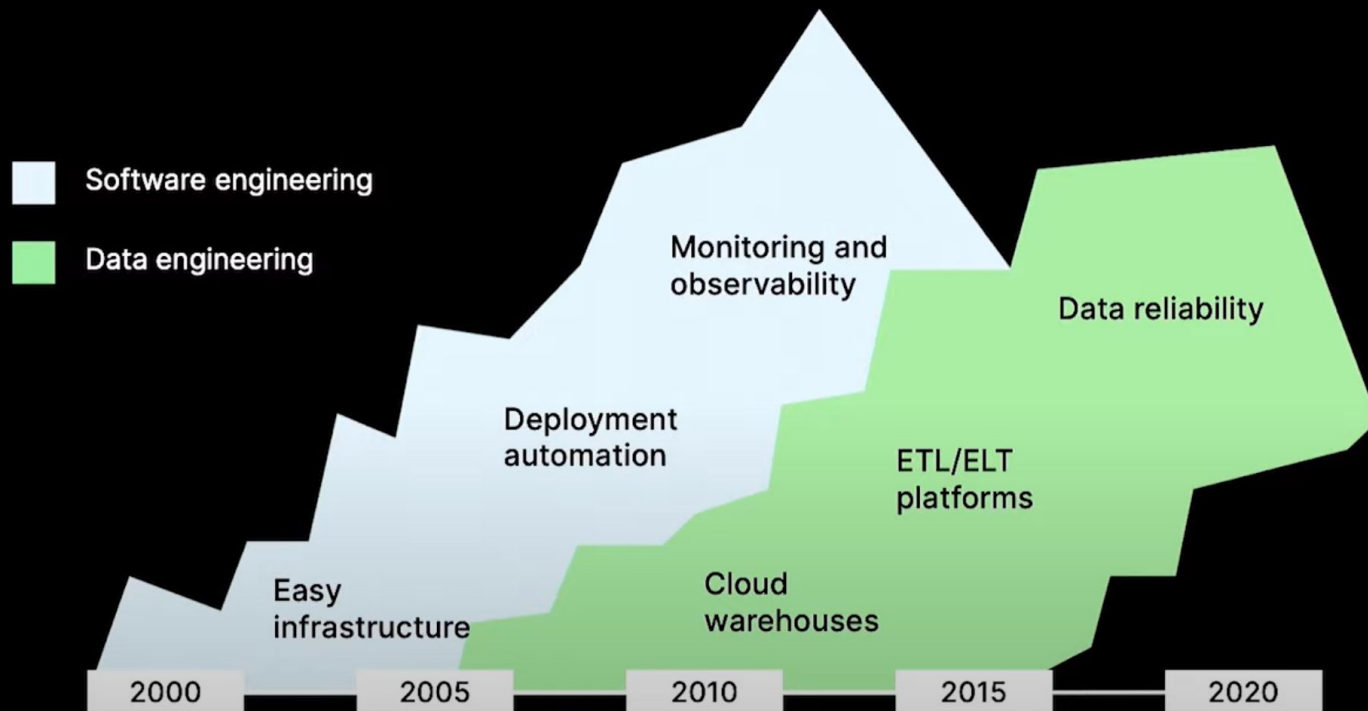 Software engineering
Data engineering
Monitoring and
observability
Data reliability
Deployment
automation
ETL/ELT
platforms
Easy
infrastructure
Cloud
warehouses
2000
2005
2010
2015
2020